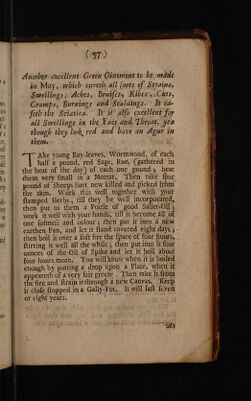 ( 37 )
Another excellent Green Ointment to be made
in May, which cureth all sorts of Strains,
Swellings, Aches, Bruises, Kibes, Cuts,
Cramps, Burnings and Scaldings. It ea-
seth the Sciatica. It is also excellent for
all Swellings in the Face and Throat, yea
though they look red and have an Ague in
them.
TAke young Bay-leaves, Wormwood, of each
half a pound, red Sage, Rue, (gathered in
the heat of the day) of each one pound, beat
them very small in a Mortar. Then take four
pound of Sheeps Suet new killed and picked from
the skin. Work this well together with your
stamped Herbs, till they be well incorporated,
then put to them a Pottle of good Sallet-Oil;
work it well with your hands, till it become all of
one softness and colour, then put it into a new
earthen Pan, and let it stand covered eight days;
then boil it over a soft fire the space of four hours,
stirring it well all the while; then put into it four
ounces of the Oil of Spike and let it boil about
four hours more. You will know when it is boiled
enough by putting a drop upon a Plate, when it
appeareth of a very fair green: Then take it from
the fire and strain it through a new Canvas. Keep
it close stopped in a Gally-Pot. It will last seven
or eight years.